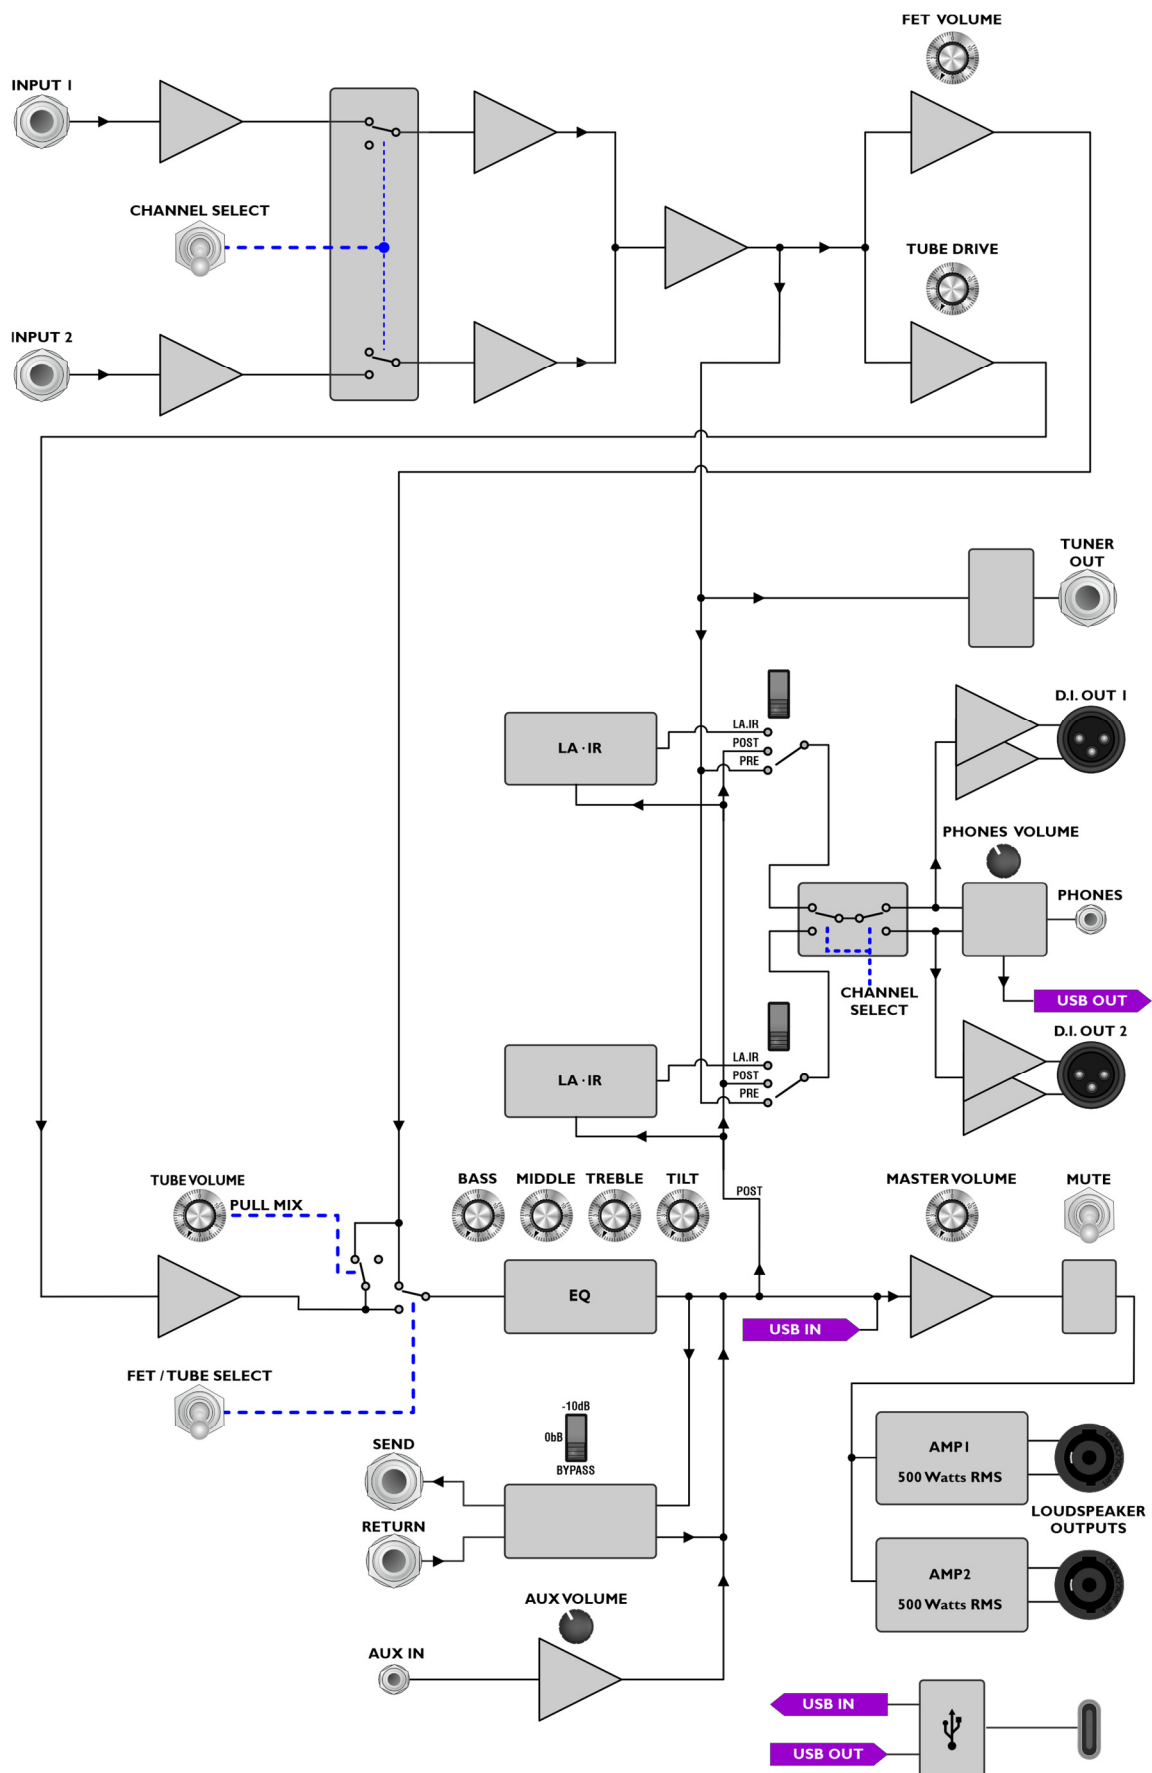 FET VOLUME
INPUT 1
CHANNEL SELECT
TUBE DRIVE
INPUT 2
TUNER
OUT
D.I. OUT 1
LA.IR
LA·IR
POST
PRE
PHONES VOLUME
PHONES
CHANNEL
SELECT
USB OUT
D.I. OUT 2
LA.IR
LA·IR
POST
PRE
TUBE VOLUME
PULL MIX
BASS
MIDDLE
TREBLE
TILT
POST
MASTER VOLUME
MUTE
EQ
USB IN
FET / TUBE SELECT
-10dB
0bB
BYPASS
SEND
RETURN
AMP1
500 Watts RMS
LOUDSPEAKER
OUTPUTS
AMP2
500 Watts RMS
AUX VOLUME
AUX IN
USB IN
USB OUT